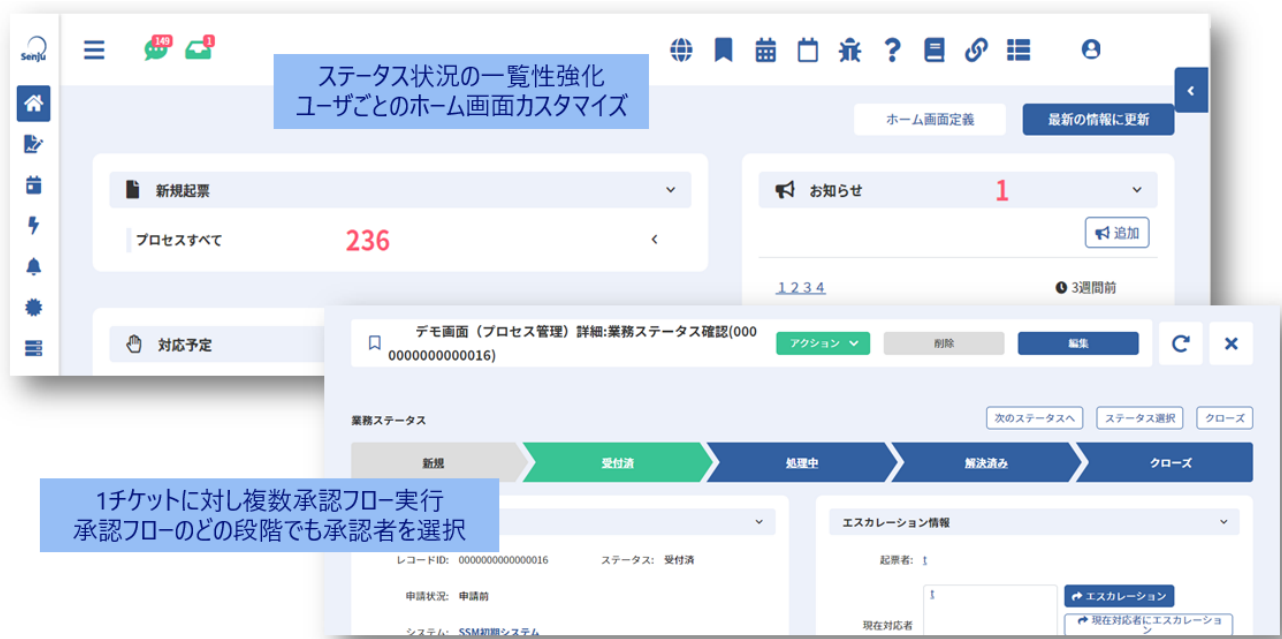 Senju
149
1
ステータス状況の一覧性強化
ユーザごとのホーム画面カスタマイズ
ホーム画面定義
最新の情報に更新
新規起票
お知らせ
1
プロセスすべて
236
追加
1234
3週間前
対応予定
デモ画面（プロセス管理）詳細:業務ステータス確認(000
0000000000016)
アクション
削除
編集
業務ステータス
次のステータスへ
ステータス選択
クローズ
新規
受付済
処理中
解決済み
クローズ
1チケットに対し複数承認フロー実行
承認フローのどの段階でも承認者を選択
エスカレーション情報
レコードID: 0000000000000016
ステータス: 受付済
起票者: t
申請状況: 申請前
t
エスカレーション
現在対応者
現在対応者にエスカレーショ
ン
システム: SSM初期システム